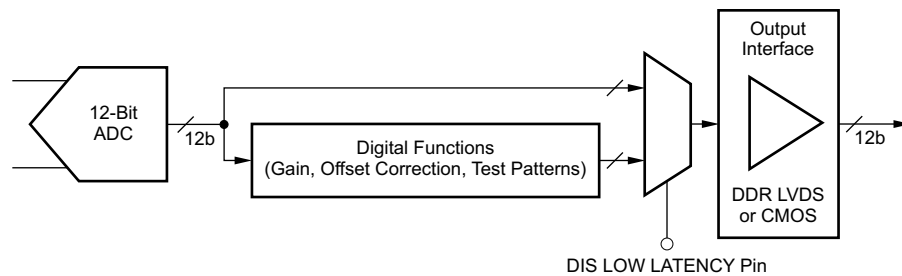 12-Bit
ADC
12b
Digital Functions
(Gain, Offset Correction, Test Patterns)
Output
Interface
DDR LVDS
or CMOS
12b
DIS LOW LATENCY Pin